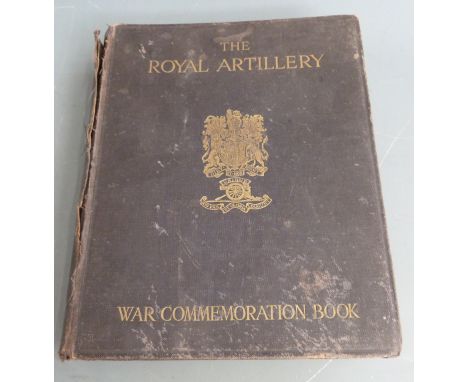 THE
ROYAL ARTILLERY
WAR COMMEMORATION BOOK